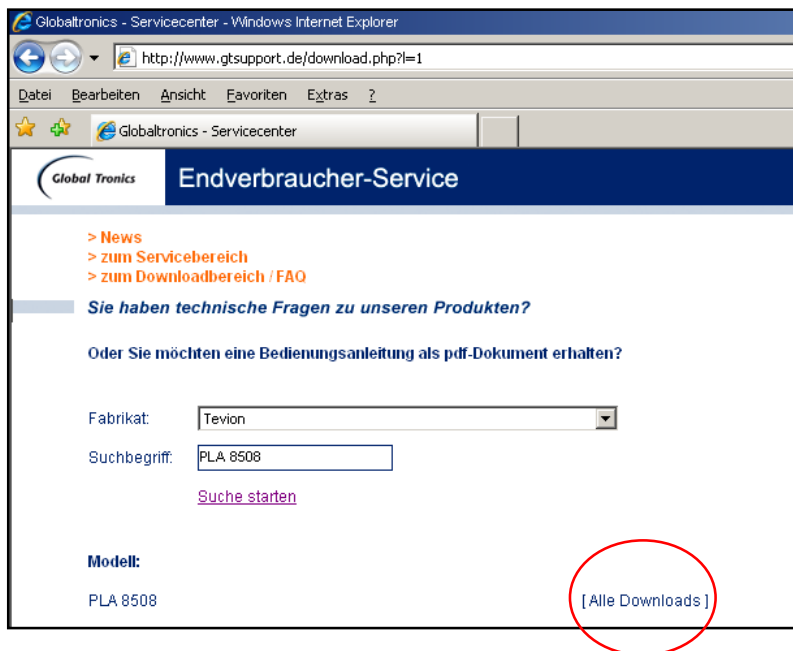 Globaltronics - Servicecenter - Windows Internet Explorer
http://www.gtsupport.de/download.php?l=1
Datei Bearbeiten Ansicht Favoriten Extras ?
Globaltronics - Servicecenter
Global Tronics Endverbraucher-Service
> News
> zum Servicebereich
> zum Downloadbereich / FAQ
Sie haben technische Fragen zu unseren Produkten?
Oder Sie möchten eine Bedienungsanleitung als pdf-Dokument erhalten?
Fabrikat: Tevion
Suchbegriff: PLA 8508
Suche starten
Modell:
PLA 8508 [ Alle Downloads ]